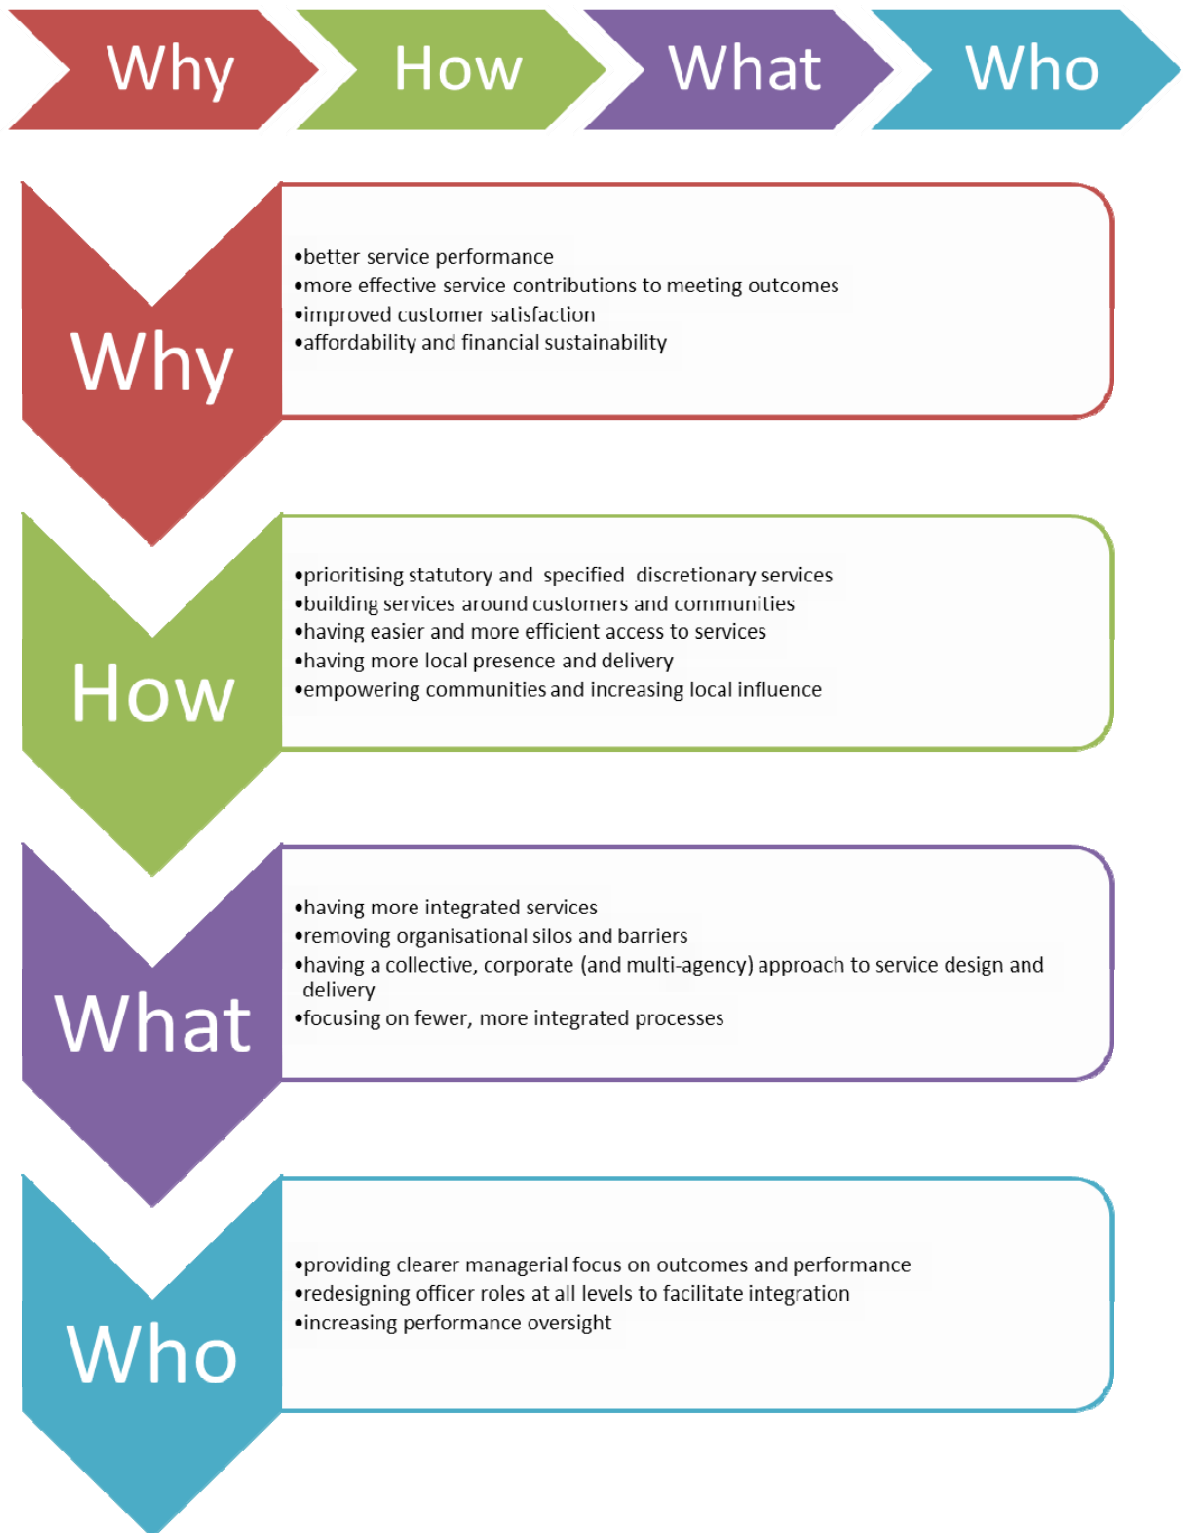 Why How What Who
Why
•better service performance
•more effective service contributions to meeting outcomes
•improved customer satisfaction
•affordability and financial sustainability
How
•prioritising statutory and specified discretionary services
•building services around customers and communities
•having easier and more efficient access to services
•having more local presence and delivery
•empowering communities and increasing local influence
What
•having more integrated services
•removing organisational silos and barriers
•having a collective, corporate (and multi-agency) approach to service design and
delivery
•focusing on fewer, more integrated processes
Who
•providing clearer managerial focus on outcomes and performance
•redesigning officer roles at all levels to facilitate integration
•increasing performance oversight